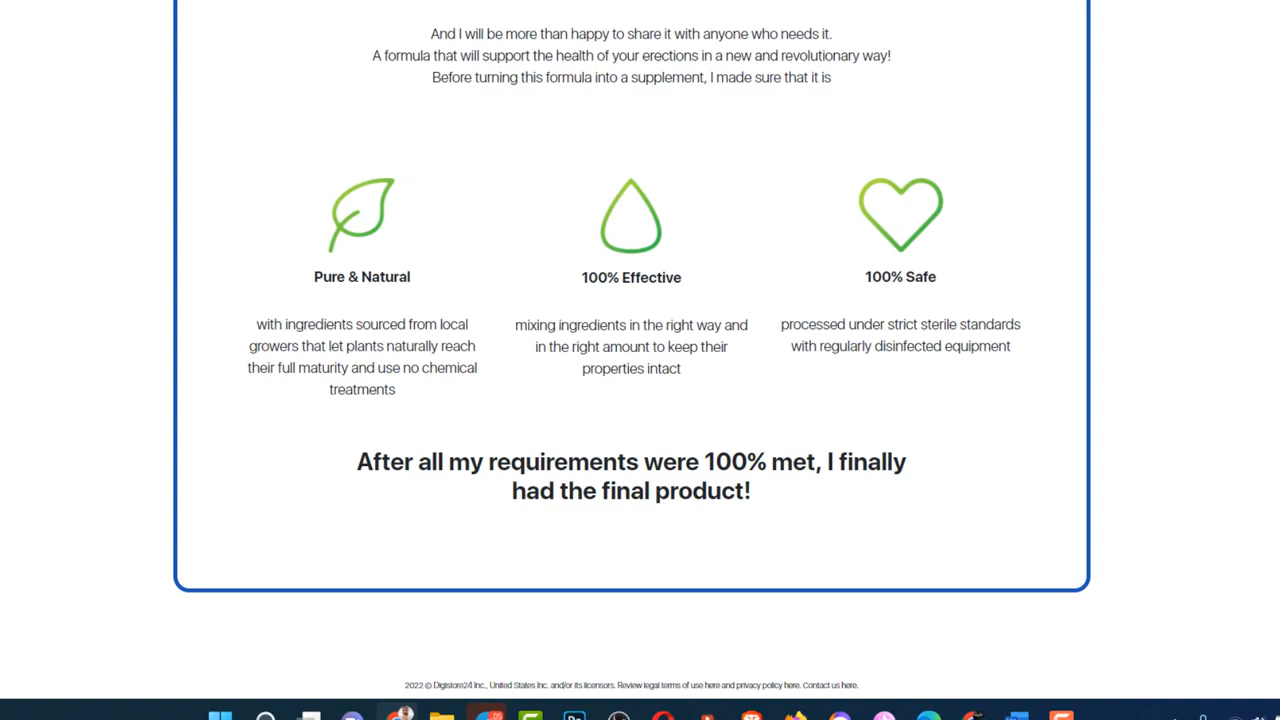 And I will be more than happy to share it with anyone who needs it.
A formula that will support the health of your erections in a new and revolutionary way!
Before turning this formula into a supplement, I made sure that it is
Pure & Natural
with ingredients sourced from local
growers that let plants naturally reach
their full maturity and use no chemical
treatments
100% Effective
mixing ingredients in the right way and
in the right amount to keep their
properties intact
100% Safe
processed under strict sterile standards
with regularly disinfected equipment
After all my requirements were 100% met, I finally
had the final product!
2022 © Digistore24 Inc., United States Inc. and/or its licensors. Review legal terms of use here and privacy policy here. Contact us here.